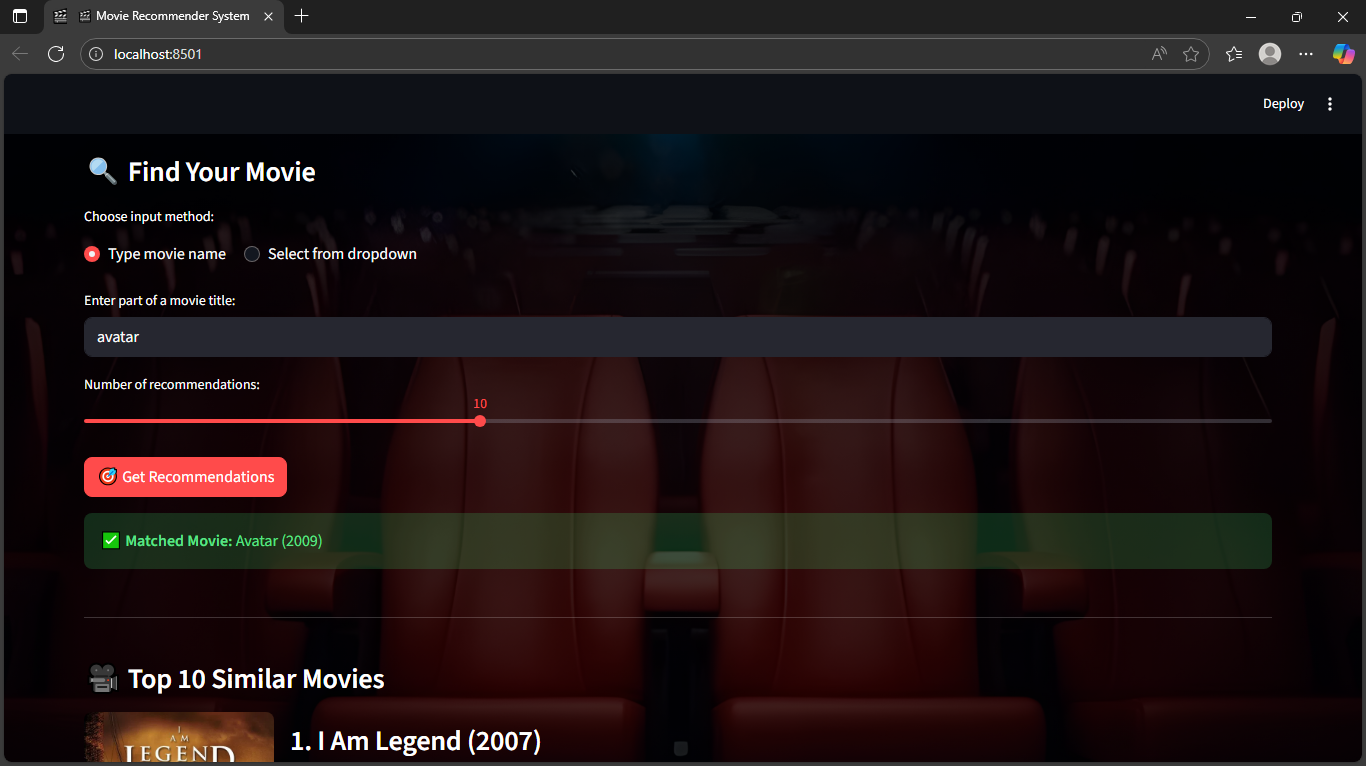 Movie Recommender System
localhost:8501
Deploy
Find Your Movie
Choose input method:
Type movie name Select from dropdown
Enter part of a movie title:
avatar
Number of recommendations:
10
Get Recommendations
Matched Movie: Avatar (2009)
Top 10 Similar Movies
I
AM
LEGEND
1. I Am Legend (2007)